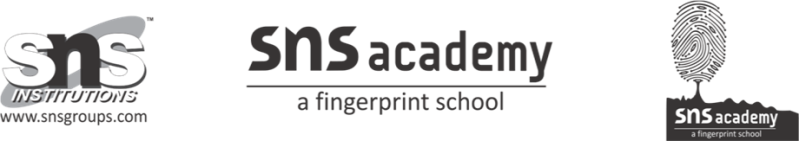 sns
™
INSTITUTIONS
www.snsgroups.com
sns academy
a fingerprint school
sns academy
a fingerprint school